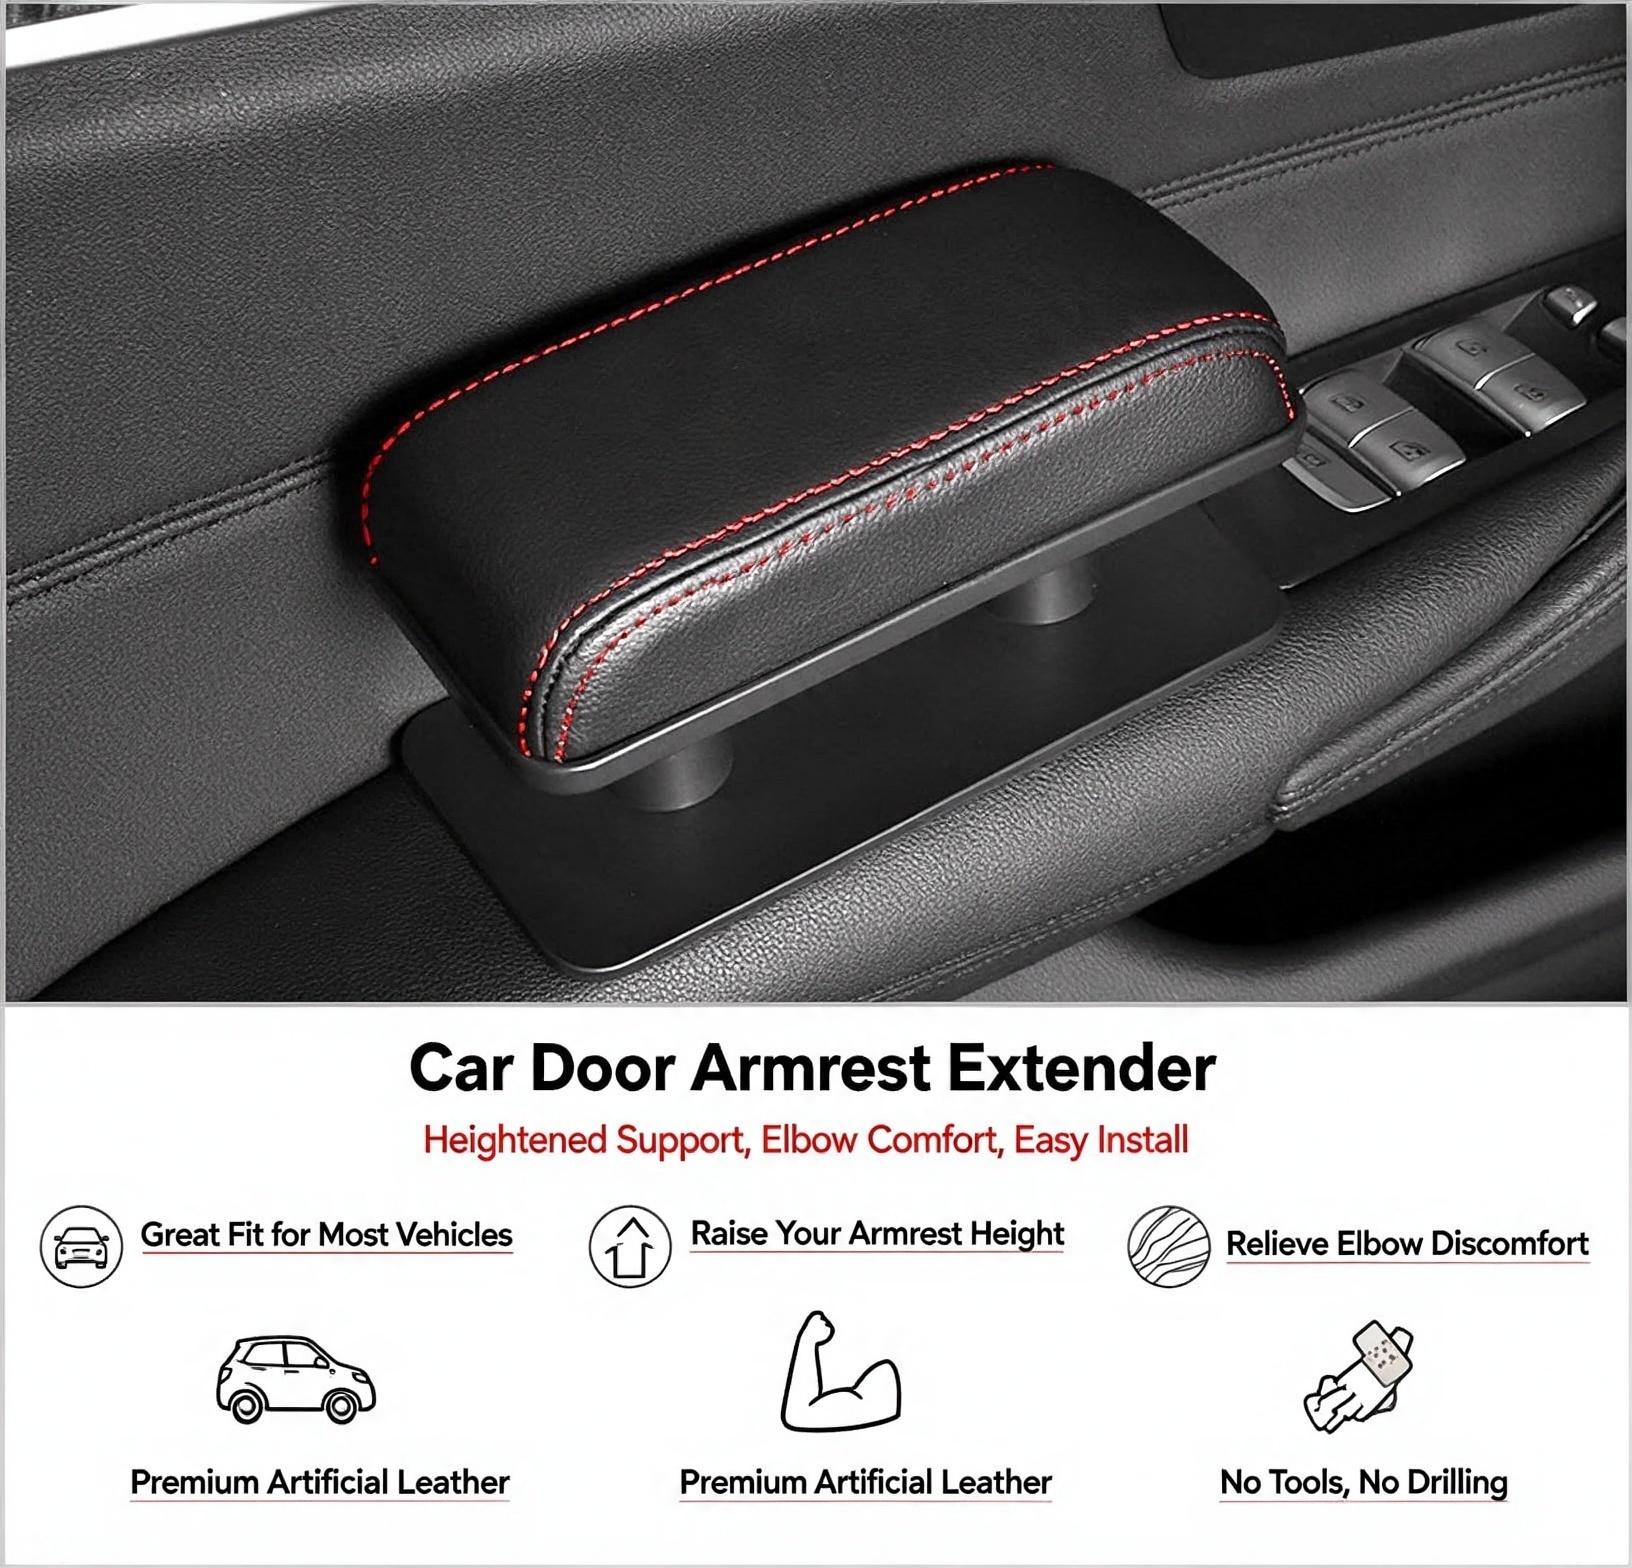 Car Door Armrest Extender
Heightened Support, Elbow Comfort, Easy Install
Great Fit for Most Vehicles
Raise Your Armrest Height
Relieve Elbow Discomfort
Premium Artificial Leather
Premium Artificial Leather
No Tools, No Drilling